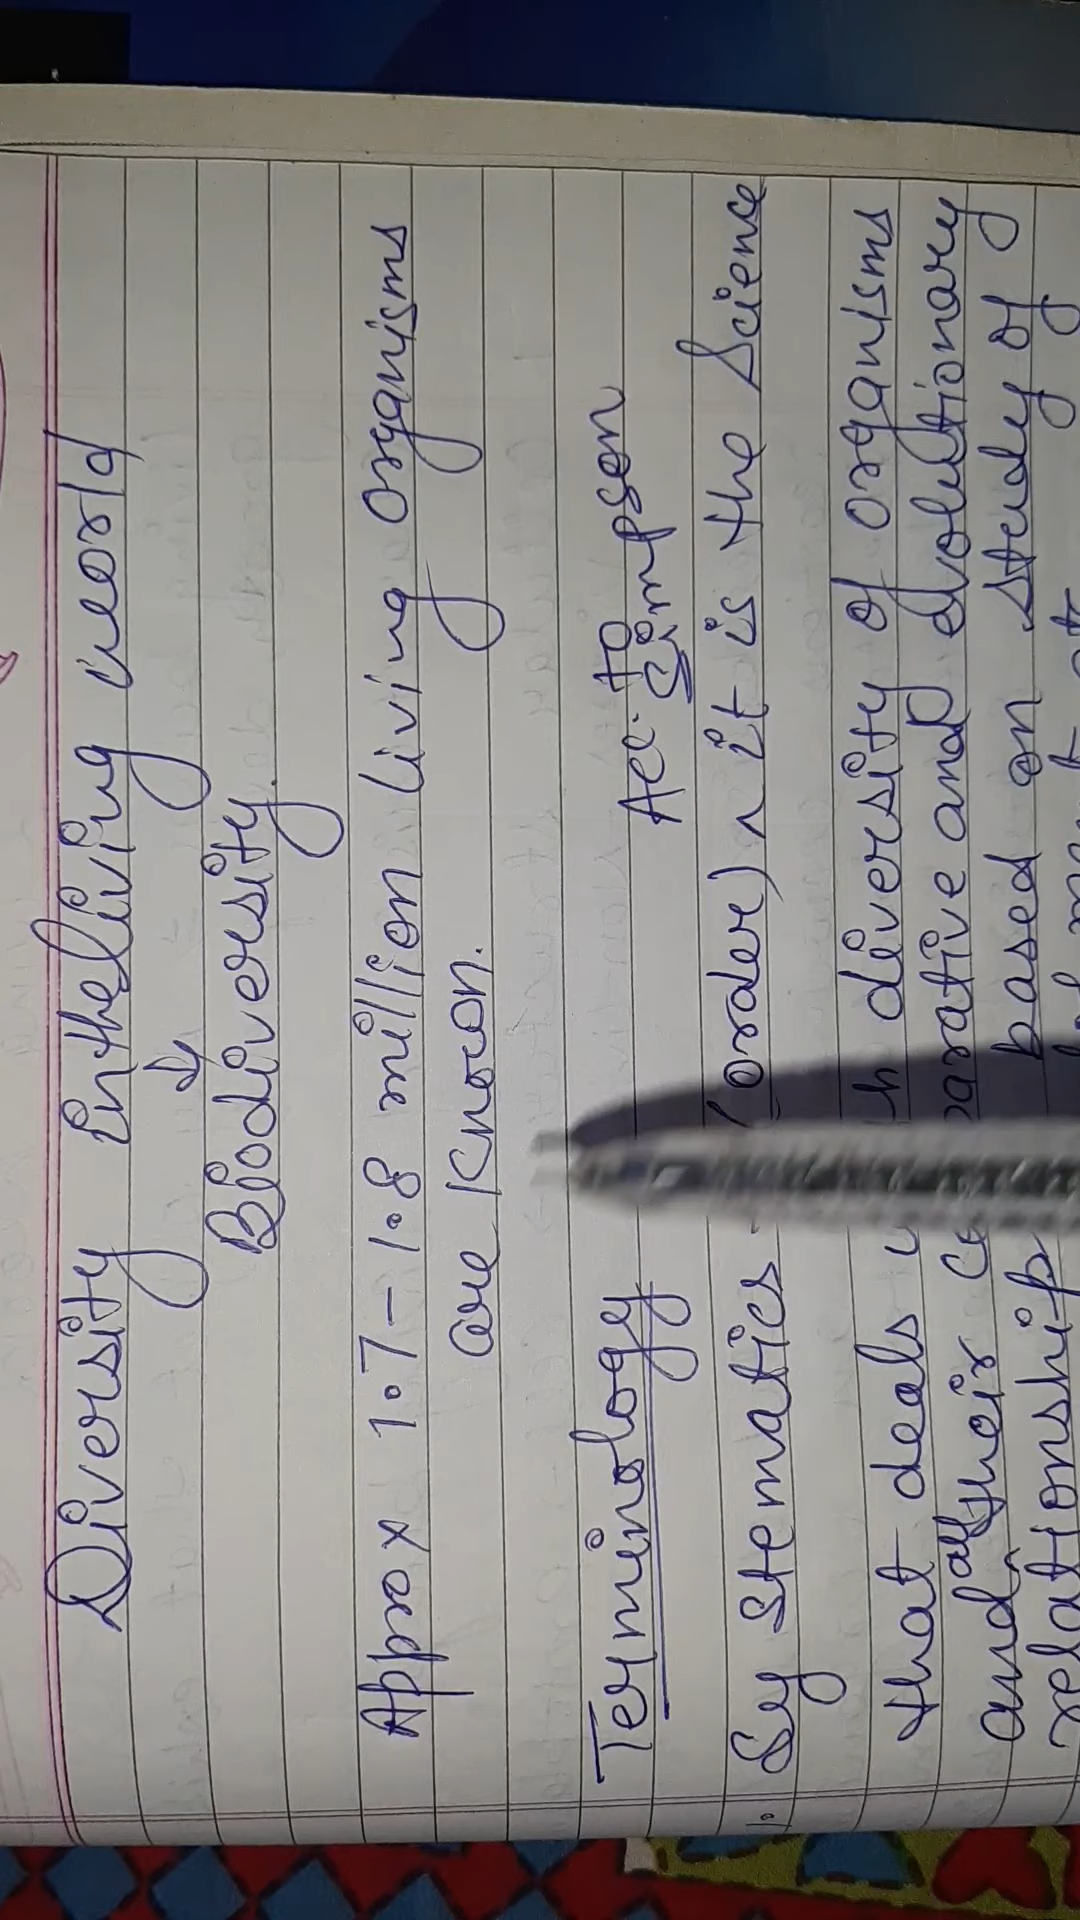 Diversity in the living world
↓
Biodiversity
Approx 1.7 - 1.8 million living organisms
are known.
Terminology
Acc. to
Simpson
1. Systematics - (order) ^ it is the science
that deals diversity of organisms
and all their and evolutionary
relationship based on study of